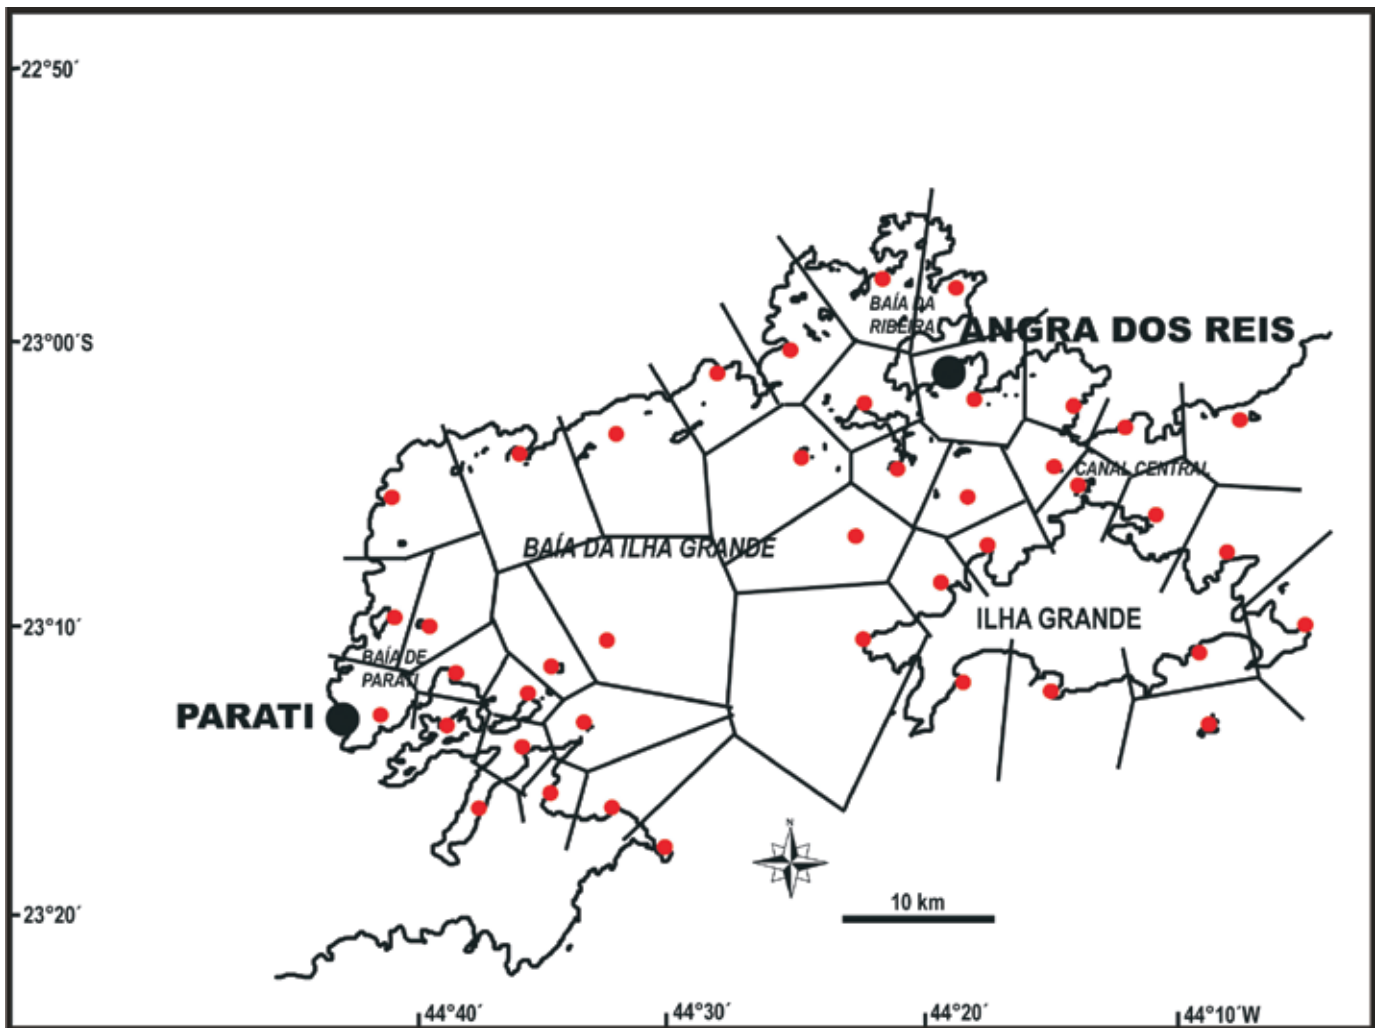 22°50´
BAÍA DA
RIBEIRA
ANGRA DOS REIS
23°00´S
CANAL CENTRAL
BAÍA DA ILHA GRANDE
ILHA GRANDE
23°10´
BAÍA DE
PARATI
PARATI
N
10 km
23°20´
44°40´
44°30´
44°20´
44°10´W